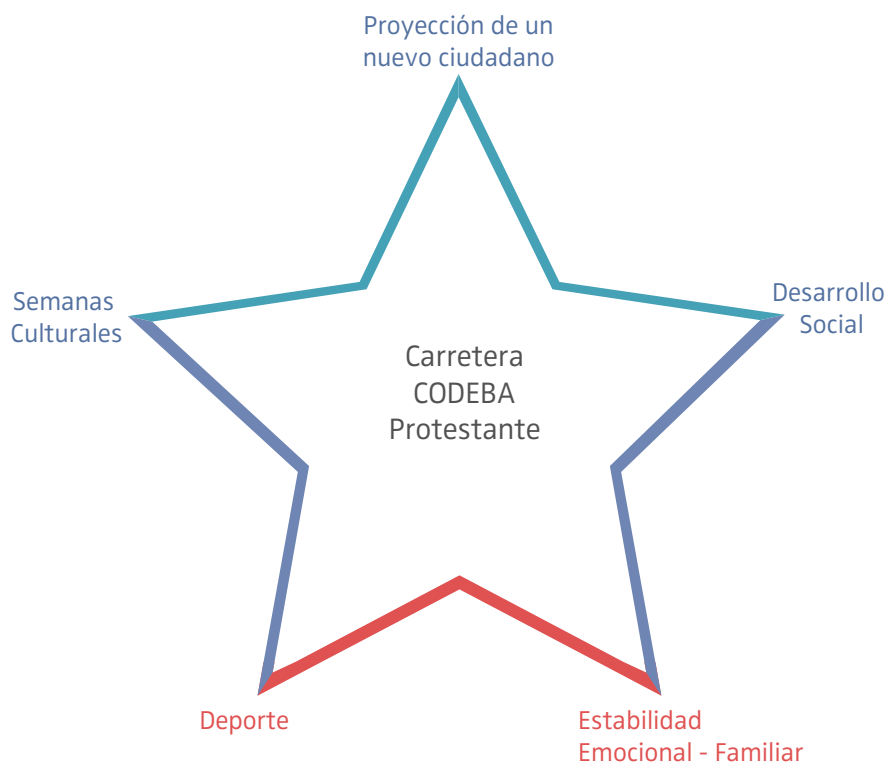 Proyección de un
nuevo ciudadano
Semanas
Culturales
Desarrollo
Social
Carretera
CODEBA
Protestante
Deporte
Estabilidad
Emocional - Familiar